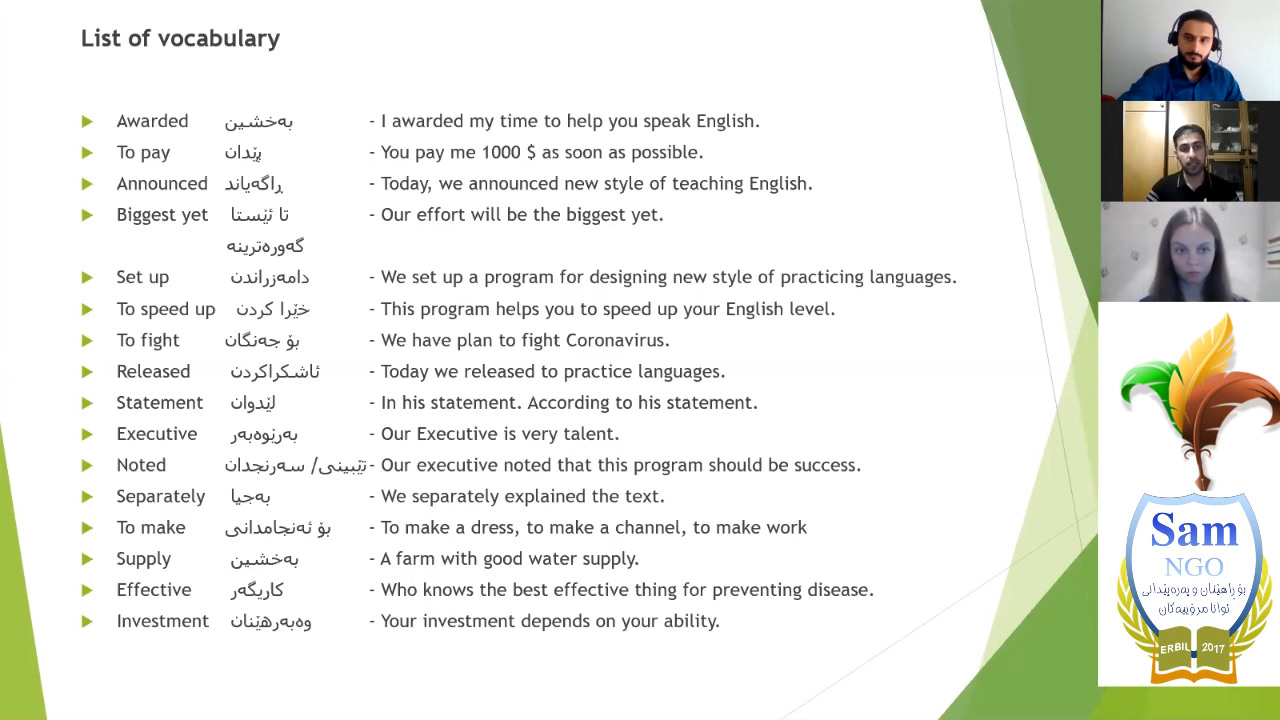 List of vocabulary
Awarded بەخشین - I awarded my time to help you speak English.
To pay پێدان - You pay me 1000 $ as soon as possible.
Announced ڕاگەیاند - Today, we announced new style of teaching English.
Biggest yet تا ئێستا - Our effort will be the biggest yet.
گەورەترینە
Set up دامەزراندن - We set up a program for designing new style of practicing languages.
To speed up خێرا کردن - This program helps you to speed up your English level.
To fight بۆ جەنگان - We have plan to fight Coronavirus.
Released ئاشکراکردن - Today we released to practice languages.
Statement لێدوان - In his statement. According to his statement.
Executive بەرێوەبەر - Our Executive is very talent.
Noted تێبینی/ سەرنجدان - Our executive noted that this program should be success.
Separately بەجیا - We separately explained the text.
To make بۆ ئەنجامدانی - To make a dress, to make a channel, to make work
Supply بەخشین - A farm with good water supply.
Effective کاریگەر - Who knows the best effective thing for preventing disease.
Investment وەبەرهێنان - Your investment depends on your ability.
Sam
NGO
بۆ ڕاهێنان و پەرەپێدانی
توانا مرۆییەکان
ERBIL 2017